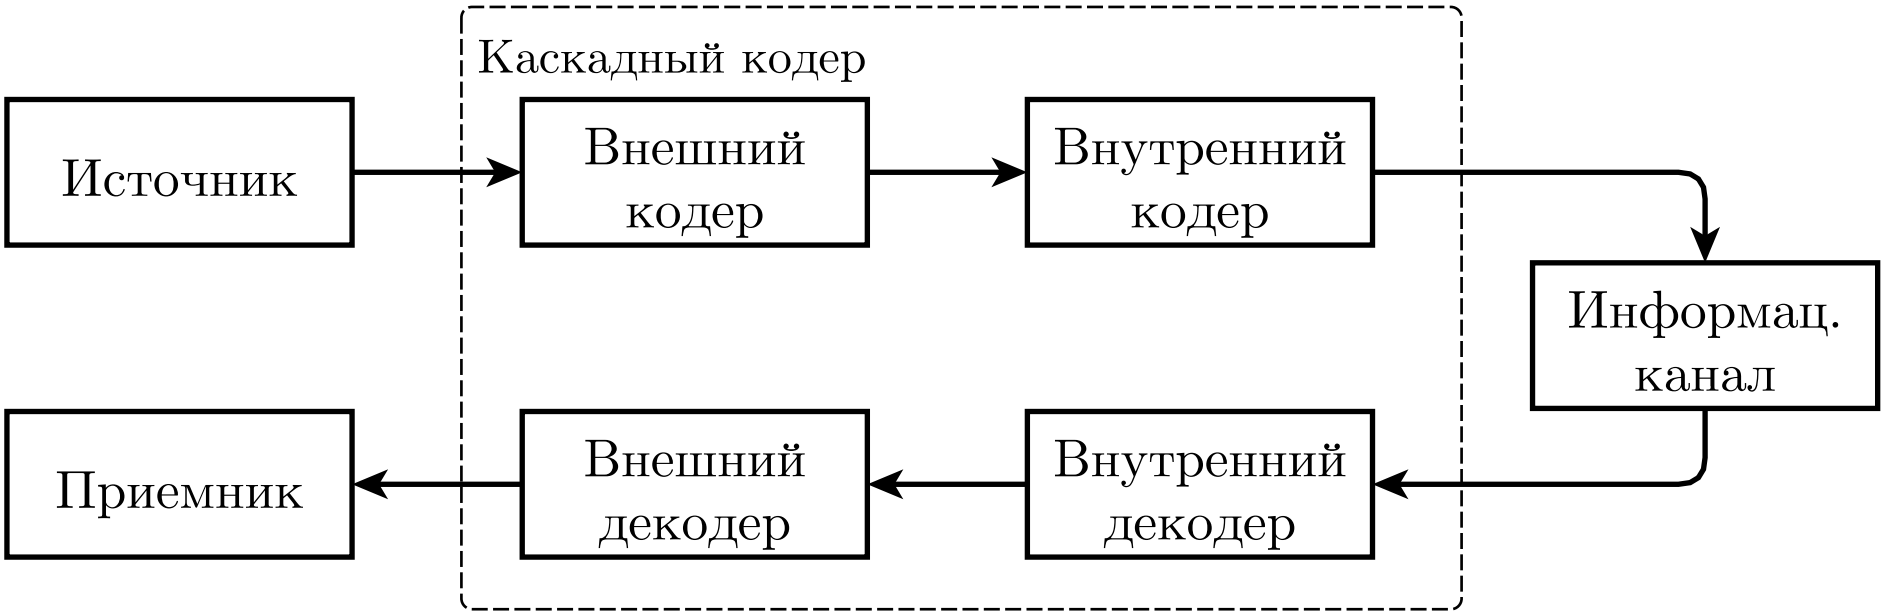 Каскадный кодер
Источник
Внешний
кодер
Внутренний
кодер
Информац.
канал
Приемник
Внешний
декодер
Внутренний
декодер